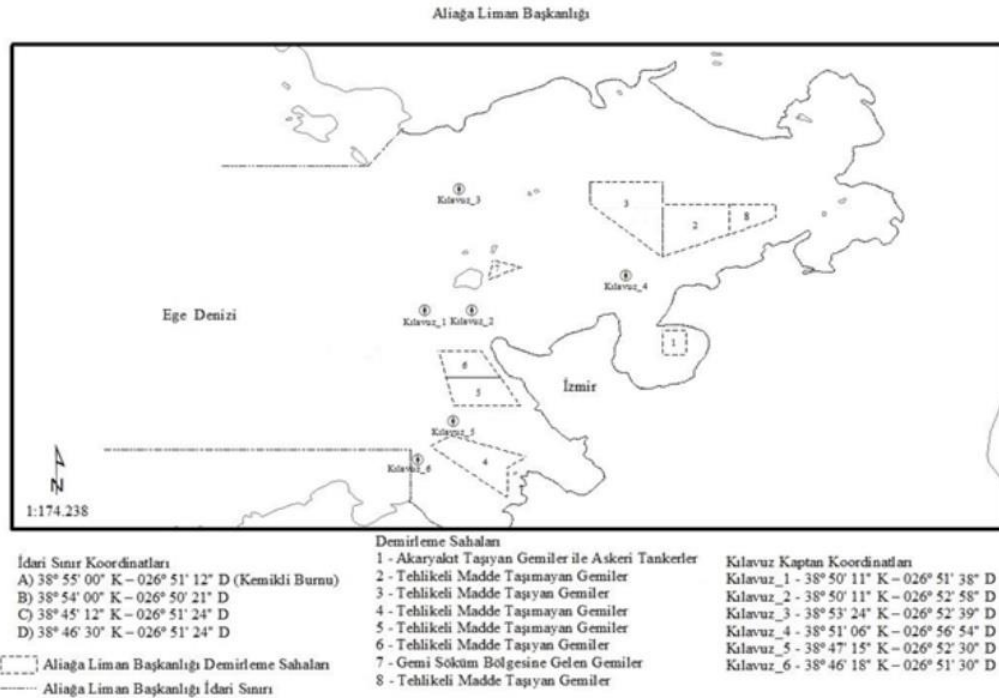 Aliağa Liman Başkanlığı
Kılavuz_3
3
2
8
7
Kılavuz_4
Ege Denizi
Kılavuz_1
Kılavuz_2
1
6
İzmir
5
Kılavuz_5
4
Kılavuz_6
N
1:174.238
İdari Sınır Koordinatları
A) 38° 55' 00" K – 026° 51' 12" D (Kemikli Burnu)
B) 38° 54' 00" K – 026° 50' 21" D
C) 38° 45' 12" K – 026° 51' 24" D
D) 38° 46' 30" K – 026° 51' 24" D
Aliağa Liman Başkanlığı Demirleme Sahaları
Aliağa Liman Başkanlığı İdari Sınırı
Demirleme Sahaları
1 - Akaryakıt Taşıyan Gemiler ile Askeri Tankerler
2 - Tehlikeli Madde Taşımayan Gemiler
3 - Tehlikeli Madde Taşıyan Gemiler
4 - Tehlikeli Madde Taşımayan Gemiler
5 - Tehlikeli Madde Taşımayan Gemiler
6 - Tehlikeli Madde Taşıyan Gemiler
7 - Gemi Söküm Bölgesine Gelen Gemiler
8 - Tehlikeli Madde Taşıyan Gemiler
Kılavuz Kaptan Koordinatları
Kılavuz_1 - 38° 50' 11" K – 026° 51' 38" D
Kılavuz_2 - 38° 50' 11" K – 026° 52' 58" D
Kılavuz_3 - 38° 53' 24" K – 026° 52' 39" D
Kılavuz_4 - 38° 51' 06" K – 026° 56' 54" D
Kılavuz_5 - 38° 47' 15" K – 026° 52' 30" D
Kılavuz_6 - 38° 46' 18" K – 026° 51' 30" D